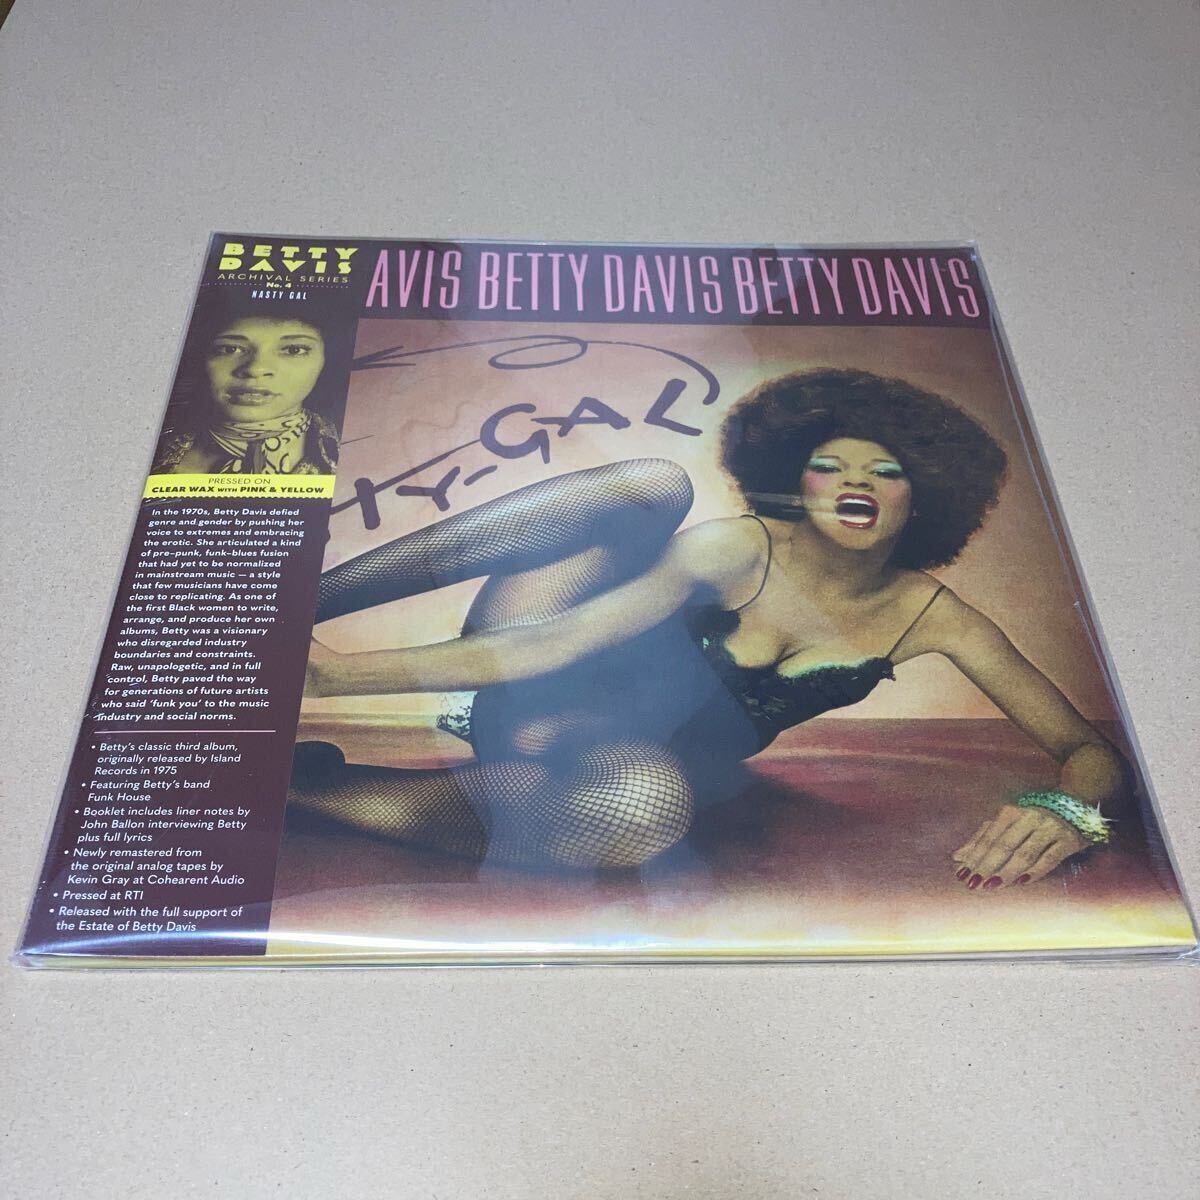 BETTY
DAVIS
ARCHIVAL SERIES
No. 4
NASTY GAL
PRESSED ON
CLEAR WAX WITH PINK & YELLOW
In the 1970s, Betty Davis defied
genre and gender by pushing her
voice to extremes and embracing
the erotic. She articulated a kind
of pre-punk, funk-blues fusion
that had yet to be normalized
in mainstream music — a style
that few musicians have come
close to replicating. As one of
the first Black women to write,
arrange, and produce her own
albums, Betty was a visionary
who disregarded industry
boundaries and constraints.
Raw, unapologetic, and in full
control, Betty paved the way
for generations of future artists
who said 'funk you' to the music
industry and social norms.
• Betty's classic third album,
originally released by Island
Records in 1975
• Featuring Betty's band
Funk House
• Booklet includes liner notes by
John Ballon interviewing Betty
plus full lyrics
• Newly remastered from
the original analog tapes by
Kevin Gray at Cohearent Audio
• Pressed at RTI
• Released with the full support of
the Estate of Betty Davis
AVIS BETTY DAVIS BETTY DAVIS
TY-GAL